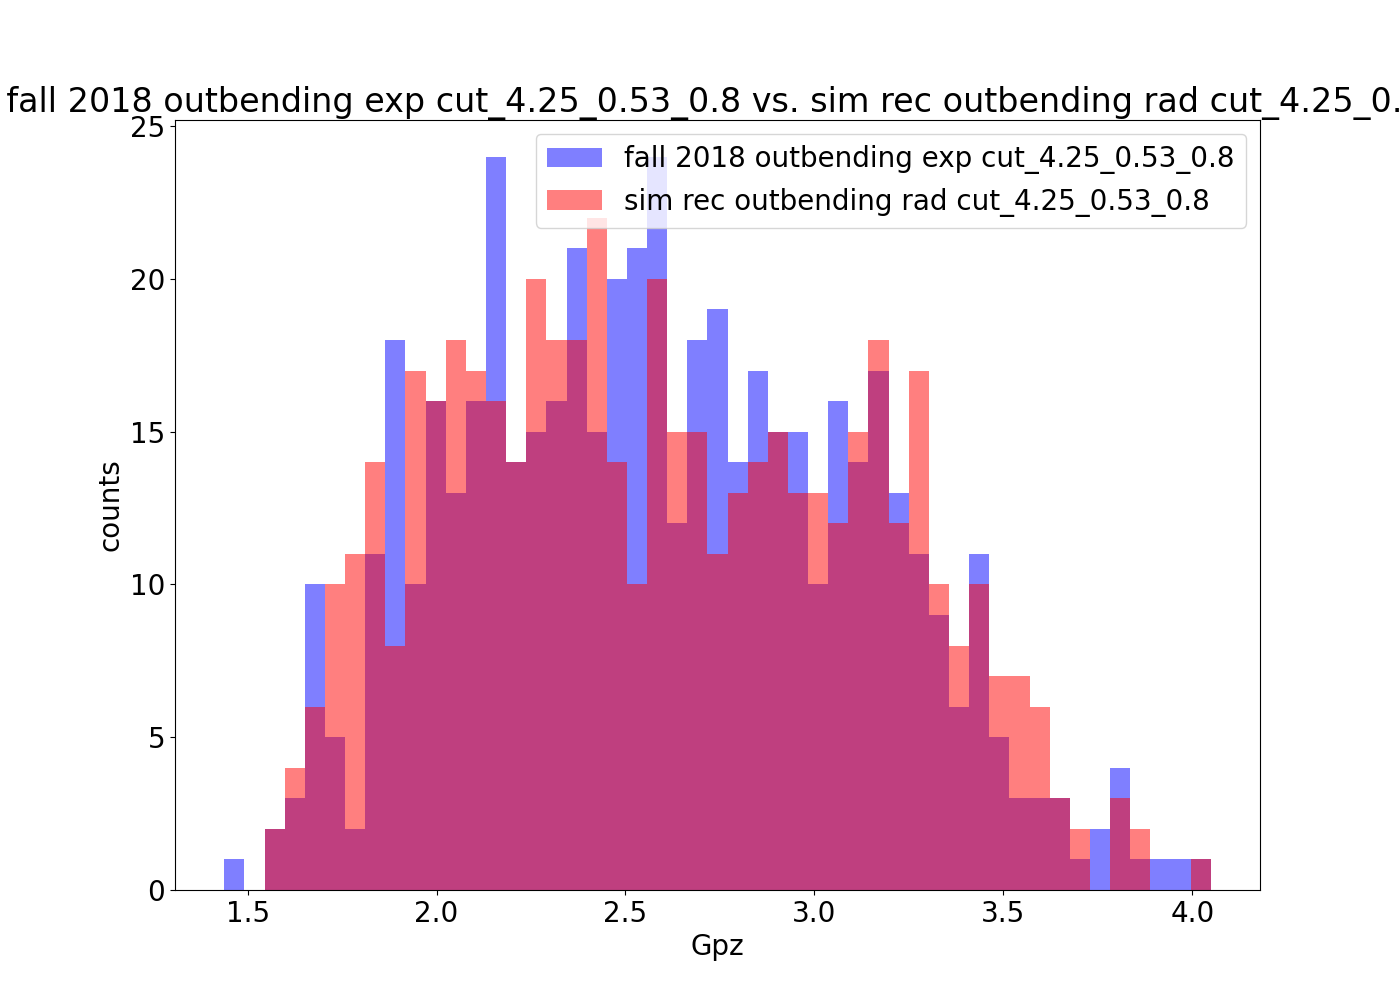 fall 2018 outbending exp cut_4.25_0.53_0.8 vs. sim rec outbending rad cut_4.25_0.
25
20
15
10
5
0
counts
fall 2018 outbending exp cut_4.25_0.53_0.8
sim rec outbending rad cut_4.25_0.53_0.8
1.5 2.0 2.5 3.0 3.5 4.0
Gpz